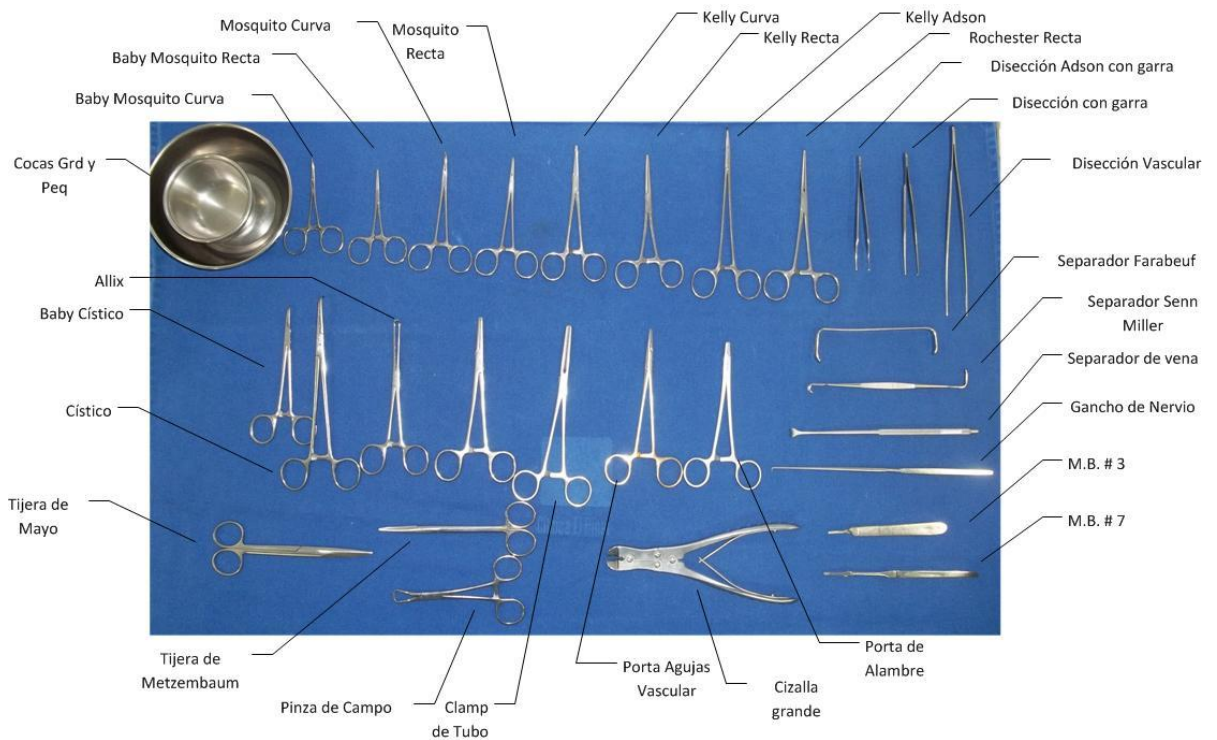 Mosquito Curva
Mosquito
Recta
Kelly Curva
Kelly Adson
Kelly Recta
Rochester Recta
Baby Mosquito Recta
Disección Adson con garra
Baby Mosquito Curva
Disección con garra
Cocas Grd y
Peq
Disección Vascular
Separador Farabeuf
Allix
Separador Senn
Miller
Baby Cístico
Separador de vena
Cístico
Gancho de Nervio
M.B. # 3
Tijera de
Mayo
M.B. # 7
Tijera de
Metzembaum
Pinza de Campo
Clamp
de Tubo
Porta Agujas
Vascular
Cizalla
grande
Porta de
Alambre